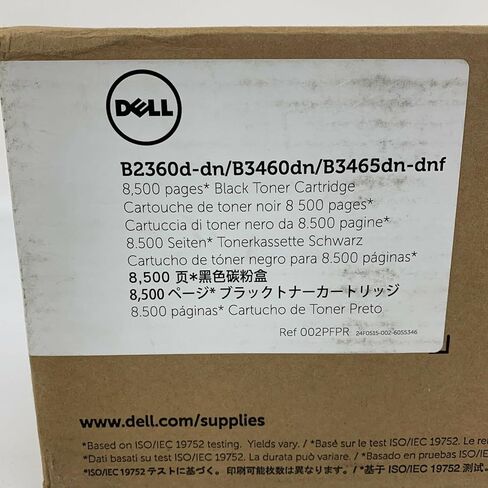 DELL
B2360d-dn/B3460dn/B3465dn-dnf
8,500 pages* Black Toner Cartridge
Cartouche de toner noir 8 500 pages*
Cartuccia di toner nero da 8.500 pagine*
8.500 Seiten* Tonerkassette Schwarz
Cartucho de tóner negro para 8.500 páginas*
8,500 页*黑色碳粉盒
8,500 ページ* ブラックトナーカートリッジ
8.500 páginas* Cartucho de Toner Preto
Ref 002PFPR 24F0515-002-6055346
www.dell.com/supplies
*Based on ISO/IEC 19752 testing. Yields vary. / *Basé sur le test ISO/IEC 19752. Le
*Dati basati su test ISO/IEC 19752. La durata può variare. / *Basado en pruebas ISO/IEC
*ISO/IEC 19752 テストに基づく。印刷可能枚数は異なります。/ *基于 ISO/IEC 19752 测试。